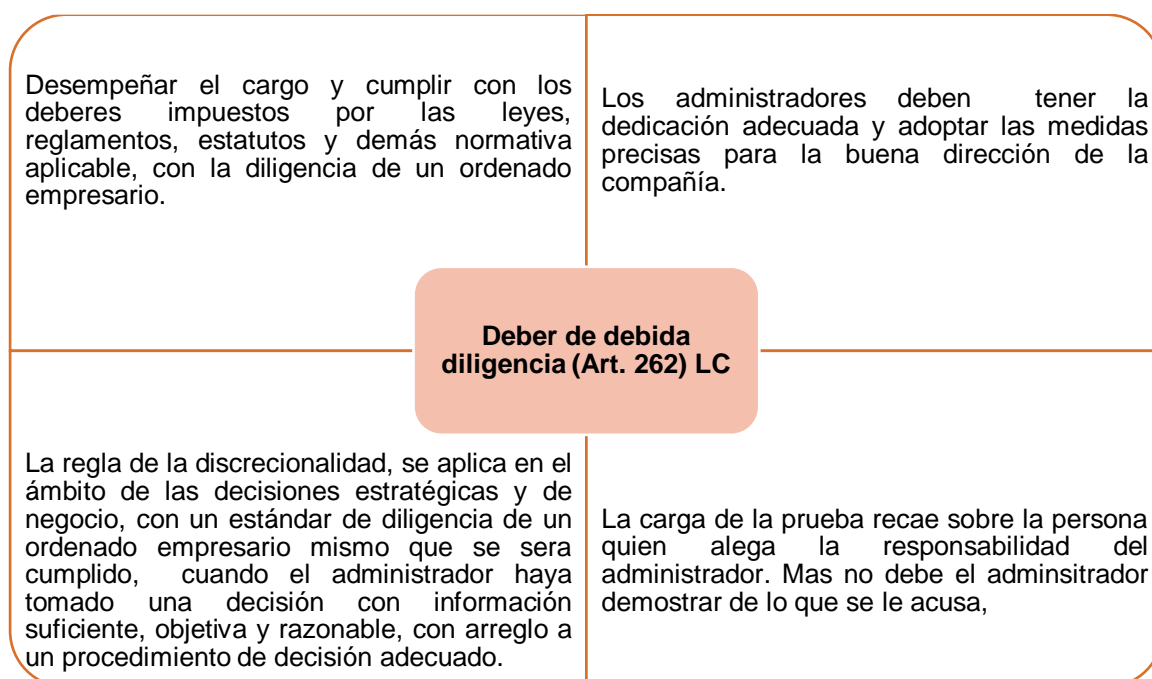 Desempeñar el cargo y cumplir con los
deberes impuestos por las leyes,
reglamentos, estatutos y demás normativa
aplicable, con la diligencia de un ordenado
empresario.
Los administradores deben tener la
dedicación adecuada y adoptar las medidas
precisas para la buena dirección de la
compañía.
Deber de debida
diligencia (Art. 262) LC
La regla de la discrecionalidad, se aplica en el
ámbito de las decisiones estratégicas y de
negocio, con un estándar de diligencia de un
ordenado empresario mismo que se sera
cumplido, cuando el administrador haya
tomado una decisión con información
suficiente, objetiva y razonable, con arreglo a
un procedimiento de decisión adecuado.
La carga de la prueba recae sobre la persona
quien alega la responsabilidad del
administrador. Mas no debe el adminsitrador
demostrar de lo que se le acusa,